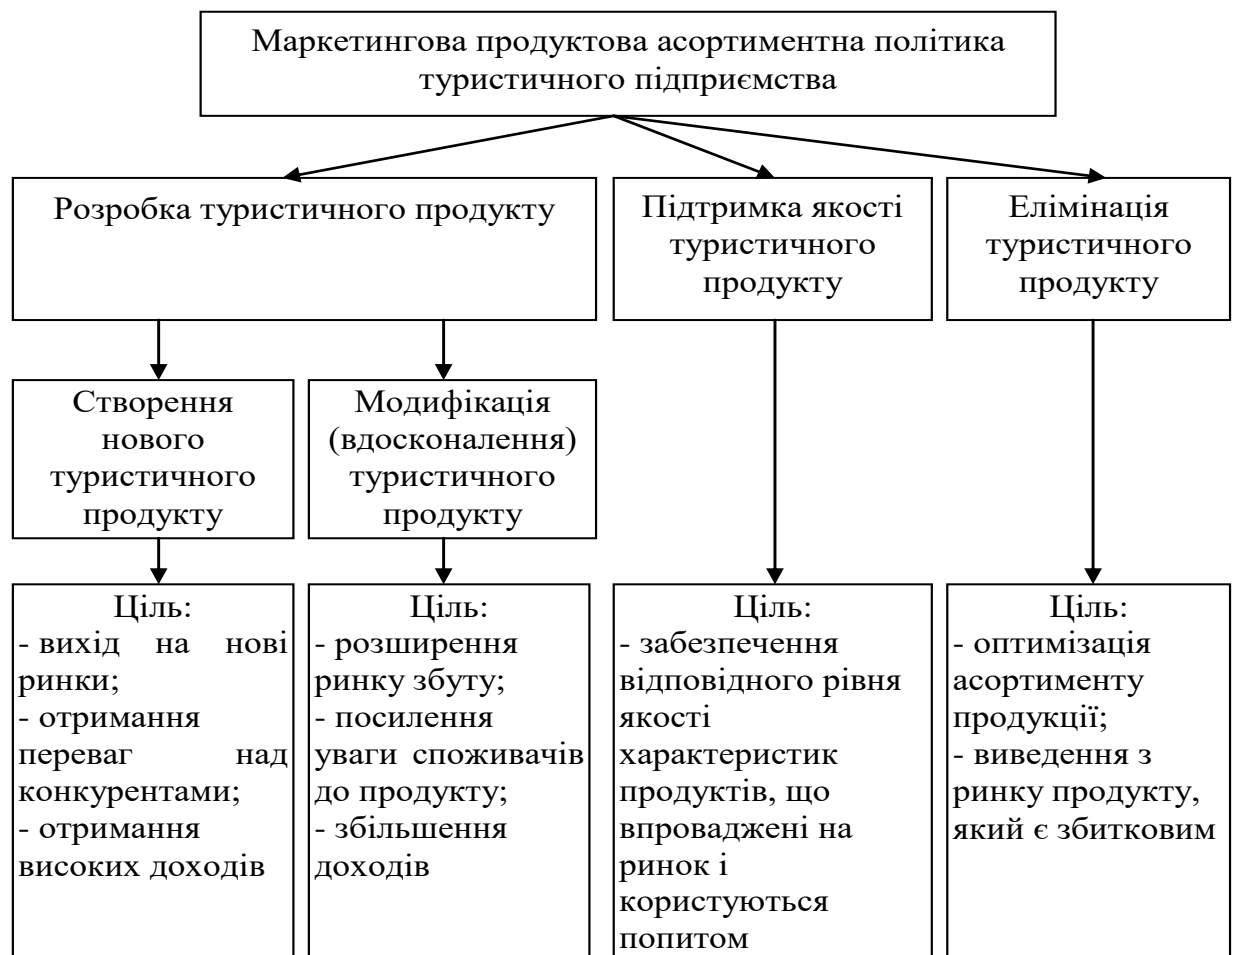 Маркетингова продуктова асортиментна політика
туристичного підприємства
Розробка туристичного продукту
Підтримка якості
туристичного
продукту
Елімінація
туристичного
продукту
Створення
нового
туристичного
продукту
Модифікація
(вдосконалення)
туристичного
продукту
Ціль:
- вихід на нові
ринки;
- отримання
переваг над
конкурентами;
- отримання
високих доходів
Ціль:
- розширення
ринку збуту;
- посилення
уваги споживачів
до продукту;
- збільшення
доходів
Ціль:
- забезпечення
відповідного рівня
якості
характеристик
продуктів, що
впроваджені на
ринок і
користуються
попитом
Ціль:
- оптимізація
асортименту
продукції;
- виведення з
ринку продукту,
який є збитковим